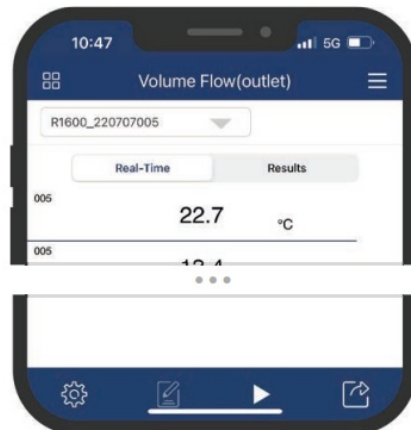 10:47 5G
Volume Flow(outlet)
R1600_220707005
Real-Time Results
005
22.7 °C
005